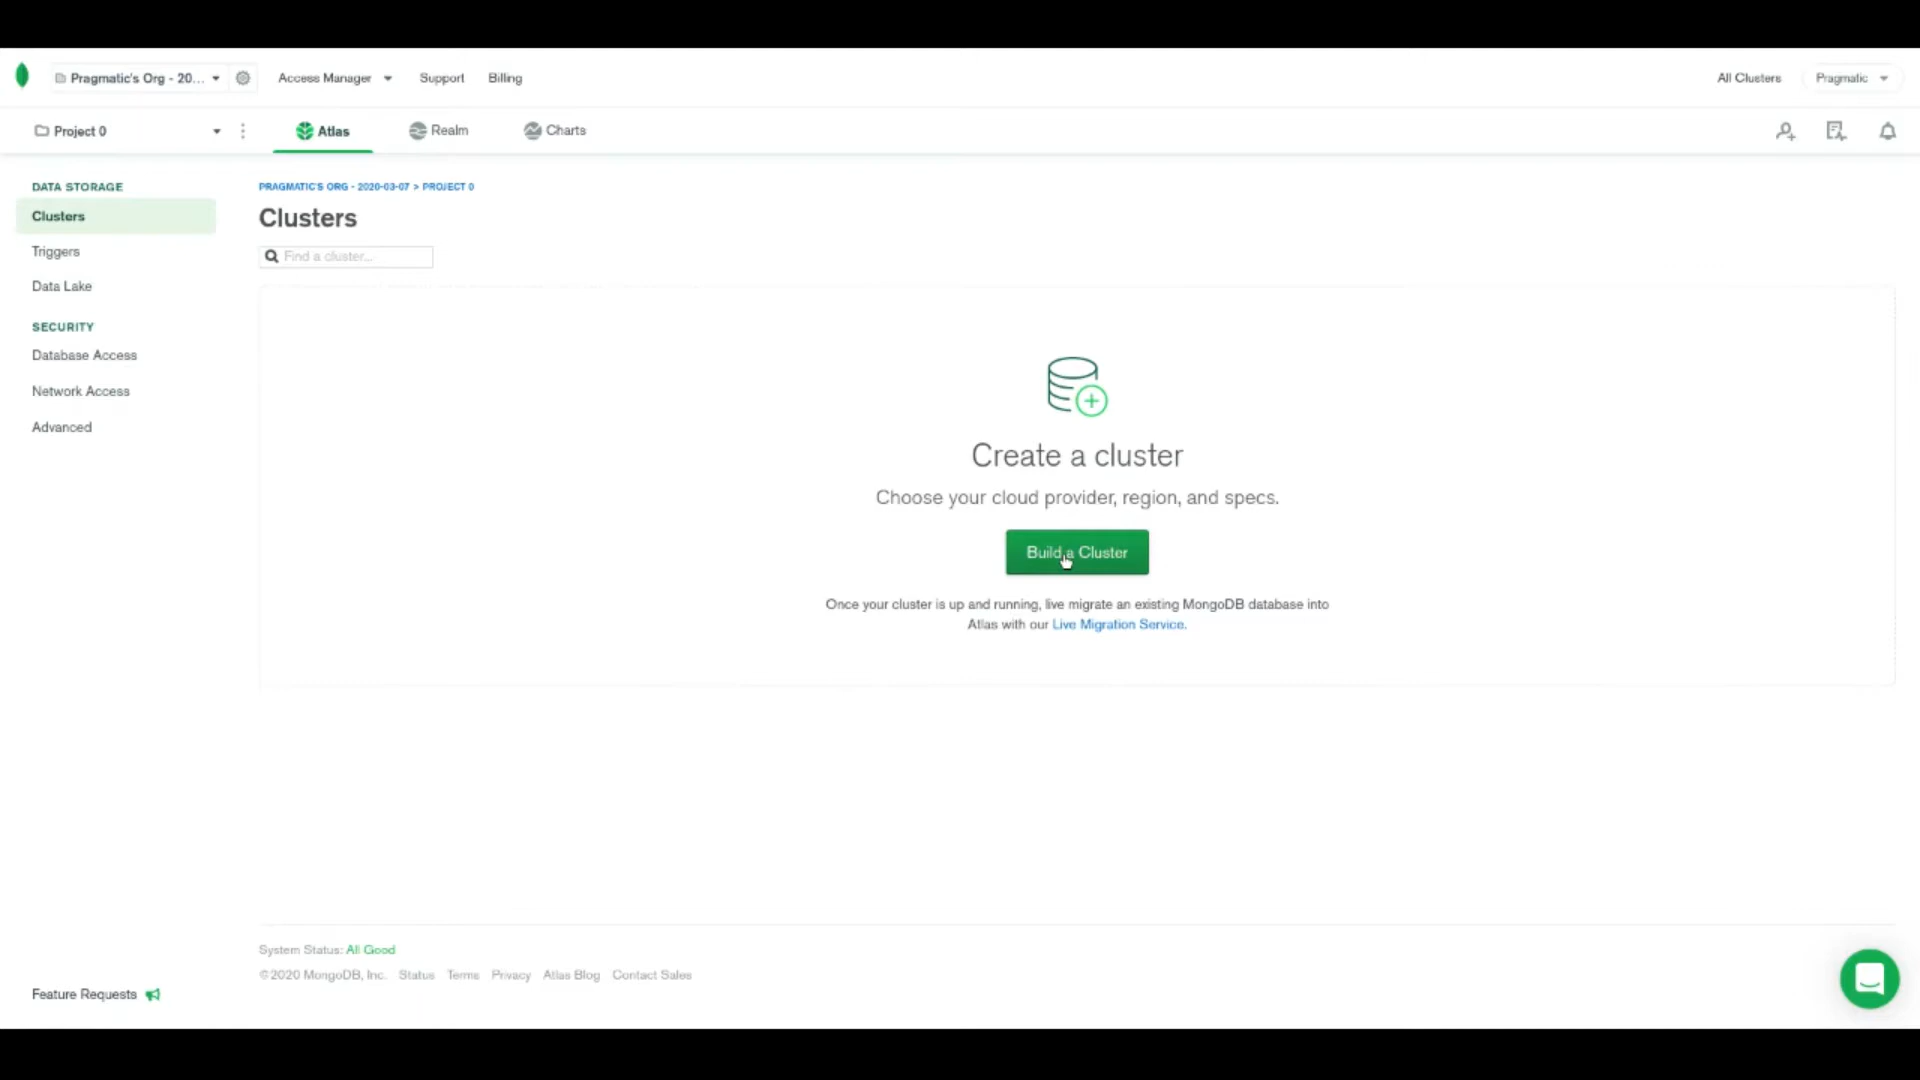 Pragmatic's Org - 20...
Access Manager
Support
Billing
All Clusters
Pragmatic
Project 0
Atlas
Realm
Charts
DATA STORAGE
Clusters
Triggers
Data Lake
SECURITY
Database Access
Network Access
Advanced
PRAGMATIC'S ORG - 2020-03-07 > PROJECT 0
Clusters
Find a cluster...
Create a cluster
Choose your cloud provider, region, and specs.
Build a Cluster
Once your cluster is up and running, live migrate an existing MongoDB database into
Atlas with our Live Migration Service.
System Status: All Good
©2020 MongoDB, Inc. Status Terms Privacy Atlas Blog Contact Sales
Feature Requests